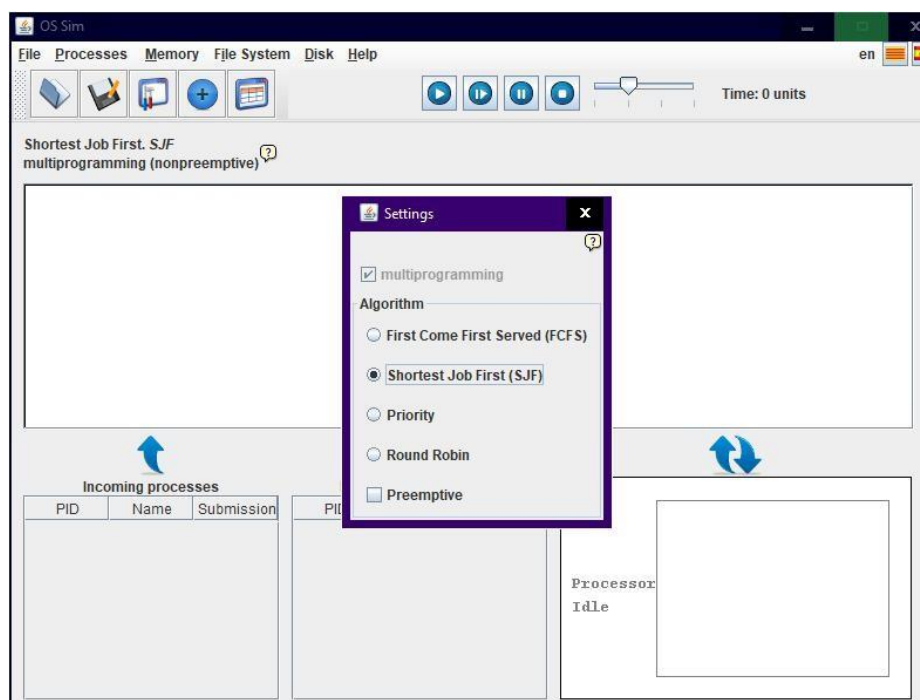 OS Sim
File Processes Memory File System Disk Help
en
Time: 0 units
Shortest Job First. SJF
multiprogramming (nonpreemptive)
Settings
multiprogramming
Algorithm
First Come First Served (FCFS)
Shortest Job First (SJF)
Priority
Round Robin
Preemptive
Incoming processes
PID Name Submission
Processor
Idle